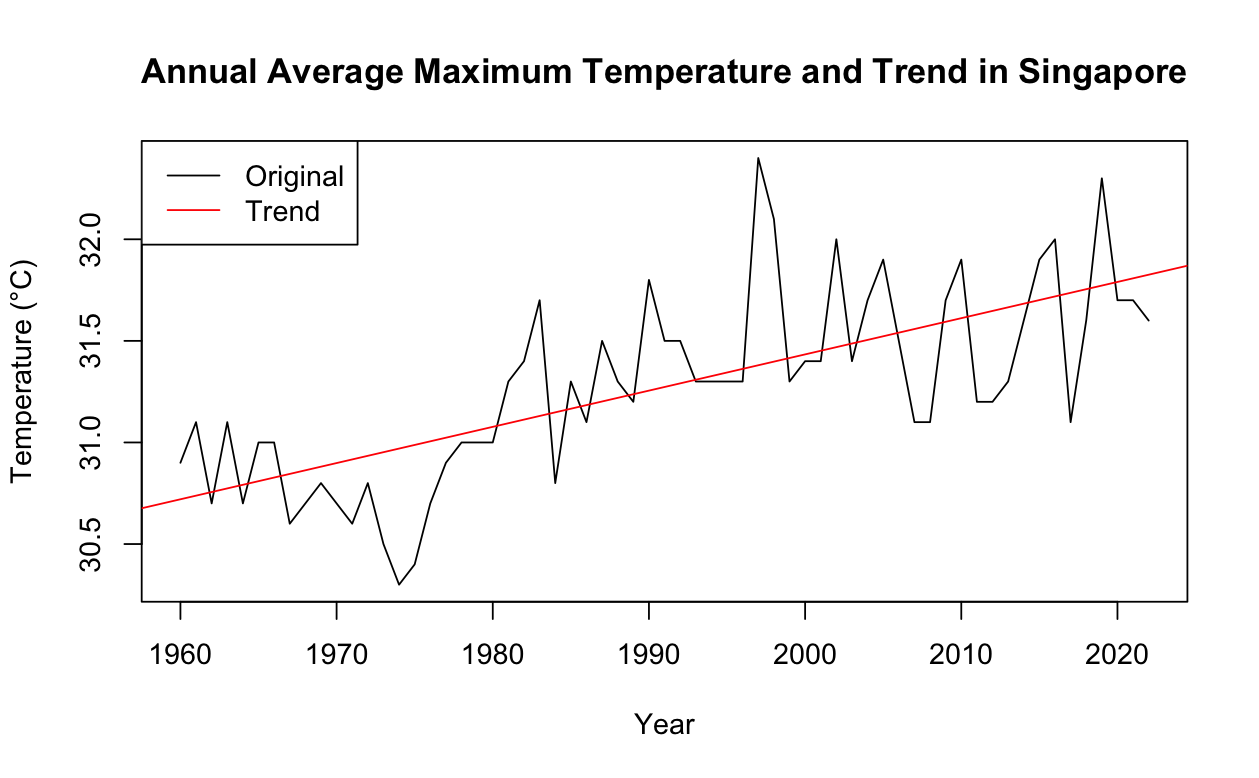 Annual Average Maximum Temperature and Trend in Singapore
Original
Trend
Temperature (°C)
32.0
31.5
31.0
30.5
1960 1970 1980 1990 2000 2010 2020
Year